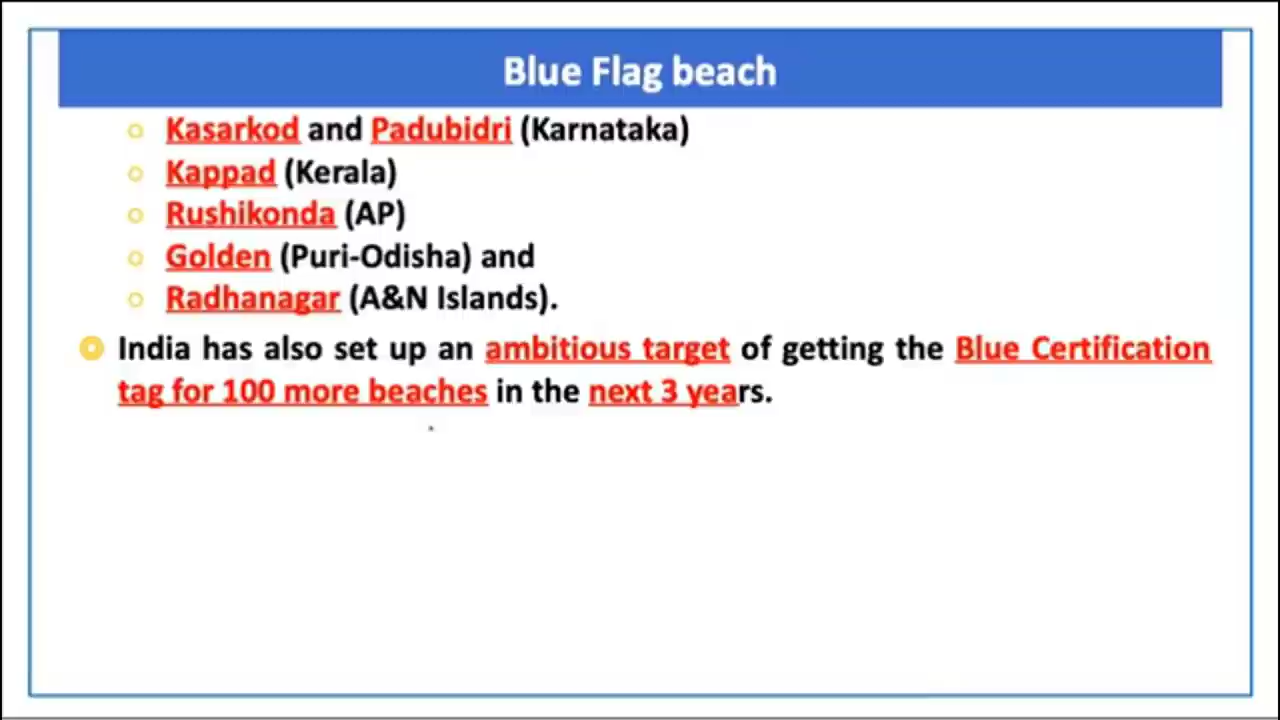 Blue Flag beach
Kasarkod and Padubidri (Karnataka)
Kappad (Kerala)
Rushikonda (AP)
Golden (Puri-Odisha) and
Radhanagar (A&N Islands).
India has also set up an ambitious target of getting the Blue Certification
tag for 100 more beaches in the next 3 years.